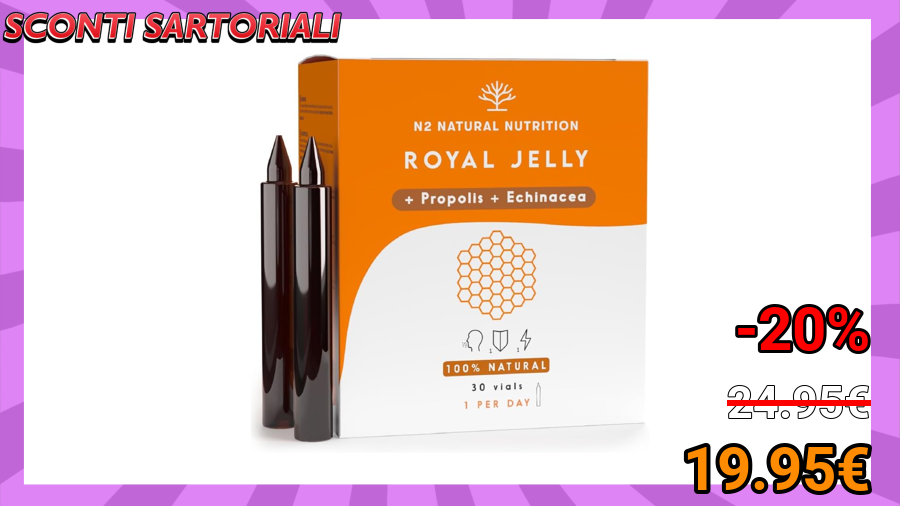 SCONTI SARTORIALI
N2 NATURAL NUTRITION
ROYAL JELLY
+ Propolis + Echinacea
100% NATURAL
30 vials
1 PER DAY
-20%
24.95€
19.95€